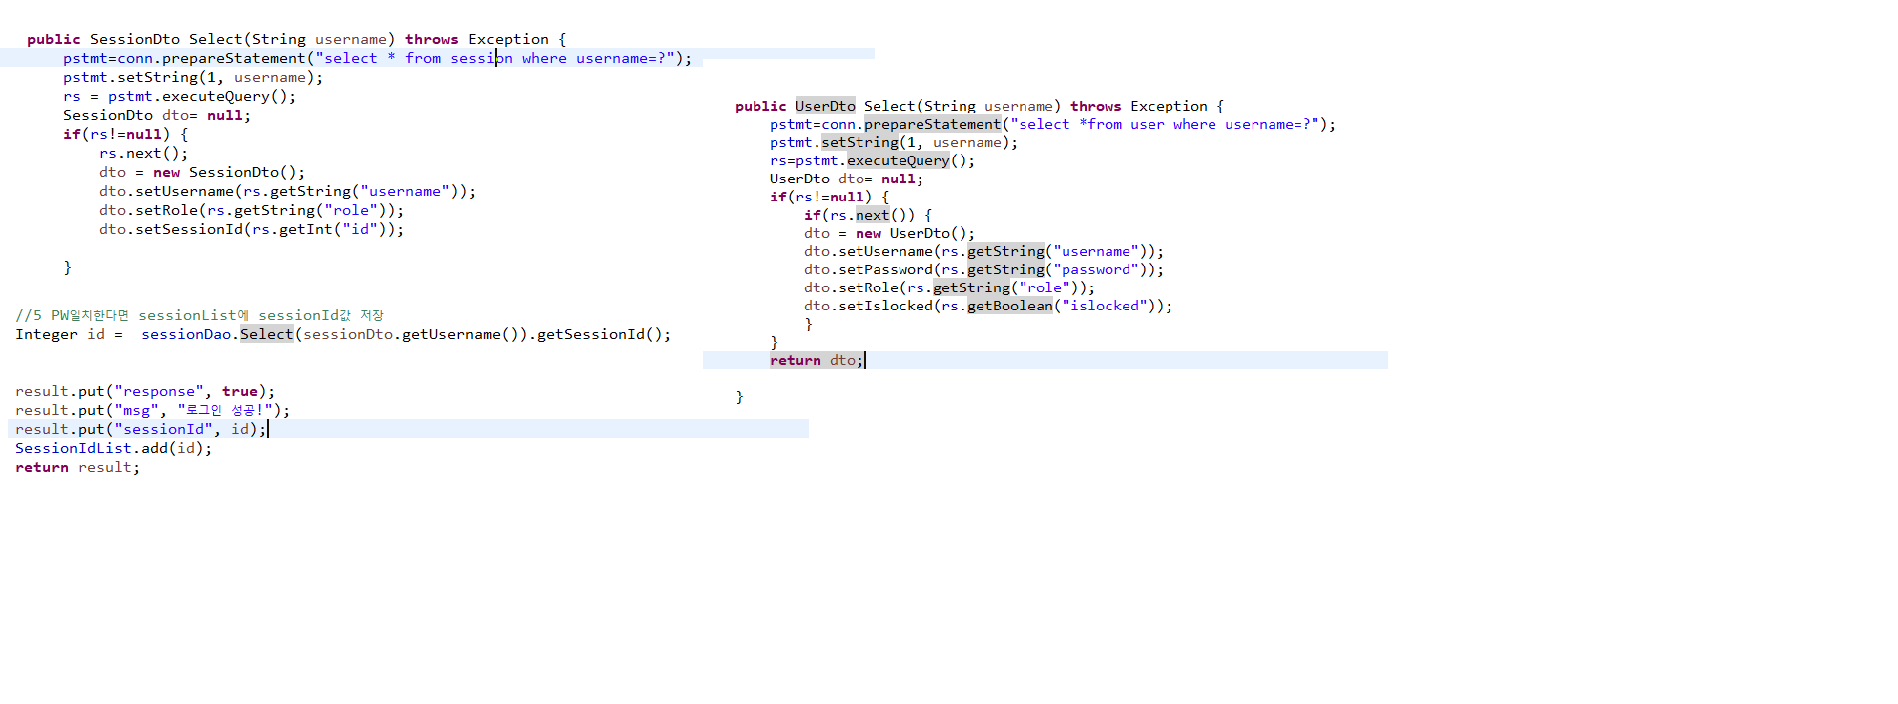 public SessionDto Select(String username) throws Exception {
pstmt=conn.prepareStatement("select * from session where username=?");
pstmt.setString(1, username);
rs = pstmt.executeQuery();
SessionDto dto= null;
if(rs!=null) {
rs.next();
dto = new SessionDto();
dto.setUsername(rs.getString("username"));
dto.setRole(rs.getString("role"));
dto.setSessionId(rs.getInt("id"));
}
//5 PW일치한다면 sessionList에 sessionId값 저장
Integer id =  sessionDao.Select(sessionDto.getUsername()).getSessionId();
result.put("response", true);
result.put("msg", "로그인 성공!");
result.put("sessionId", id);
SessionIdList.add(id);
return result;
public UserDto Select(String username) throws Exception {
pstmt=conn.prepareStatement("select *from user where username=?");
pstmt.setString(1, username);
rs=pstmt.executeQuery();
UserDto dto= null;
if(rs!=null) {
if(rs.next()) {
dto = new UserDto();
dto.setUsername(rs.getString("username"));
dto.setPassword(rs.getString("password"));
dto.setRole(rs.getString("role"));
dto.setIslocked(rs.getBoolean("islocked"));
}
}
return dto;
}